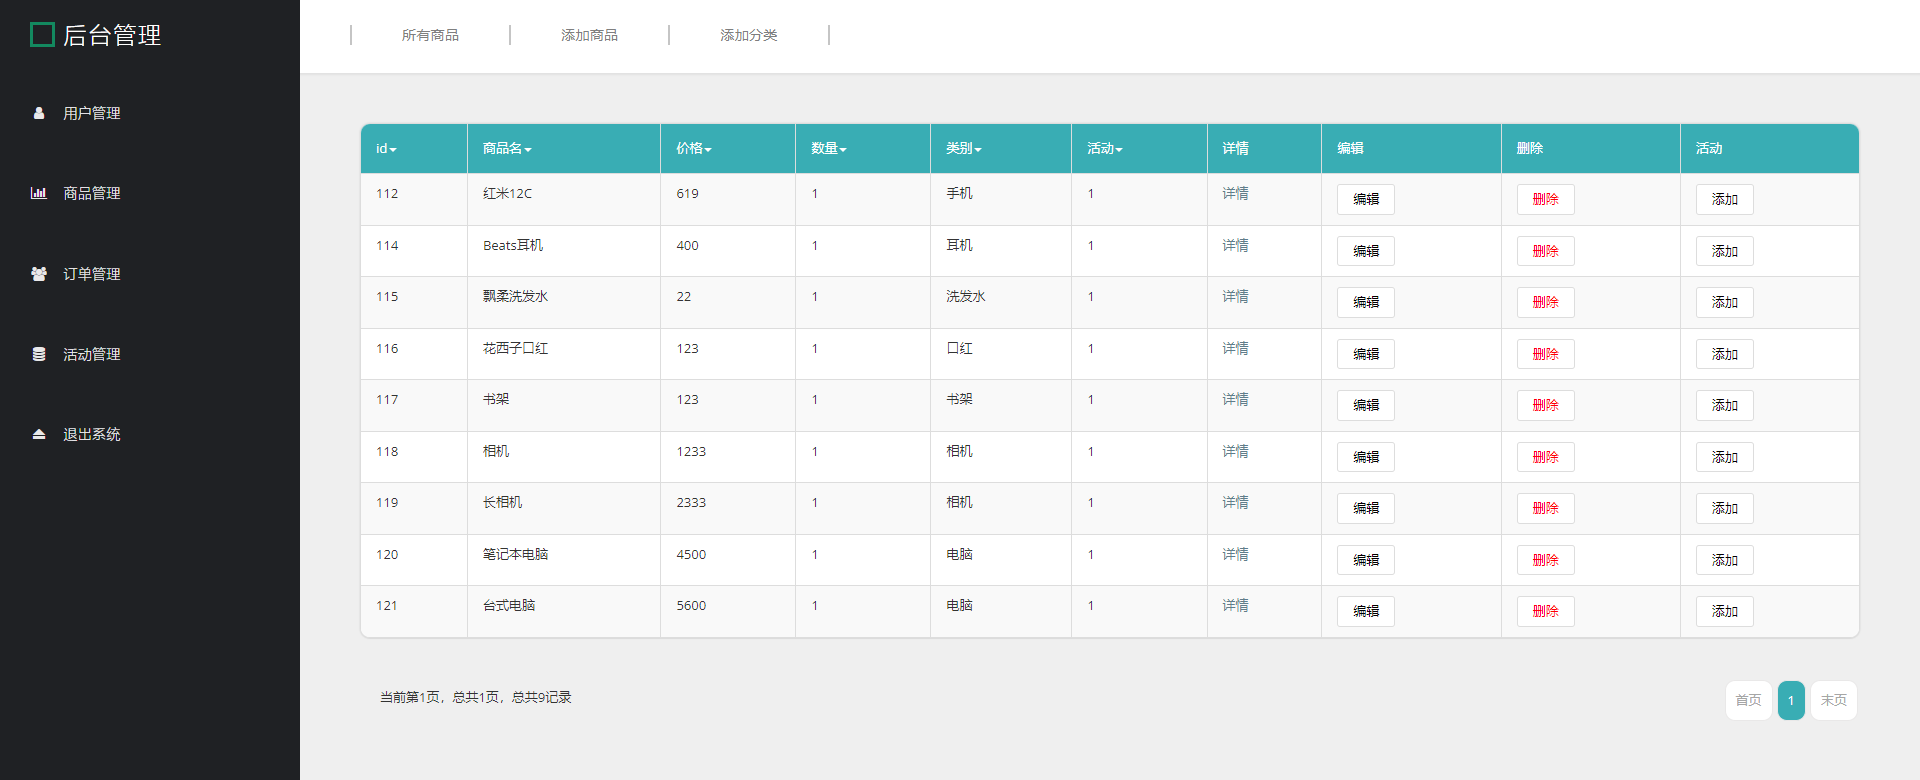 后台管理
用户管理
商品管理
订单管理
活动管理
退出系统
所有商品 添加商品 添加分类
id 商品名 价格 数量 类别 活动 详情 编辑 删除 活动
112 红米12C 619 1 手机 1 详情 编辑 删除 添加
114 Beats耳机 400 1 耳机 1 详情 编辑 删除 添加
115 飘柔洗发水 22 1 洗发水 1 详情 编辑 删除 添加
116 花西子口红 123 1 口红 1 详情 编辑 删除 添加
117 书架 123 1 书架 1 详情 编辑 删除 添加
118 相机 1233 1 相机 1 详情 编辑 删除 添加
119 长相机 2333 1 相机 1 详情 编辑 删除 添加
120 笔记本电脑 4500 1 电脑 1 详情 编辑 删除 添加
121 台式电脑 5600 1 电脑 1 详情 编辑 删除 添加
当前第1页，总共1页，总共9记录
首页 1 末页